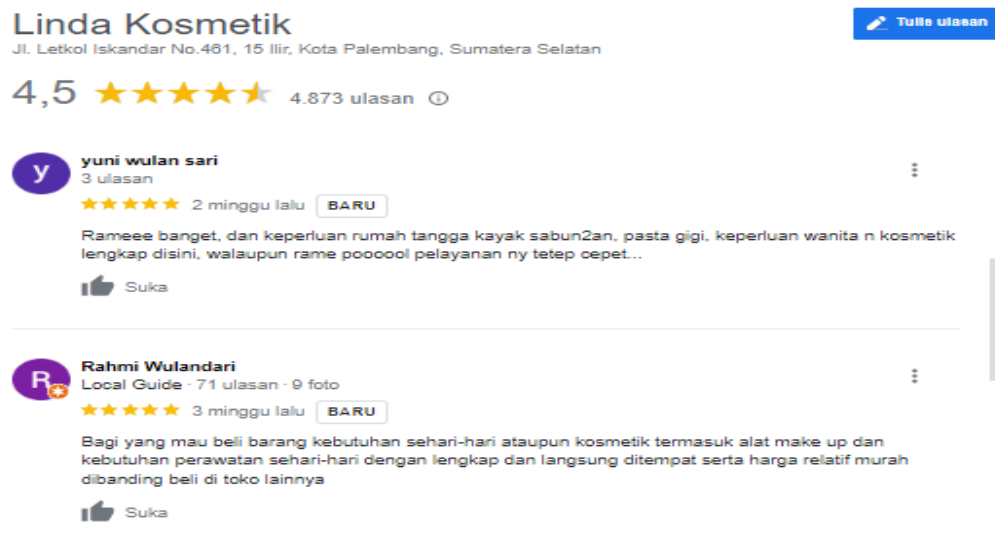 Linda Kosmetik
Tulis ulasan
Jl. Letkol Iskandar No.461, 15 Ilir, Kota Palembang, Sumatera Selatan
4,5 4.873 ulasan
y
yuni wulan sari
3 ulasan
2 minggu lalu BARU
Rameee banget, dan keperluan rumah tangga kayak sabun2an, pasta gigi, keperluan wanita n kosmetik
lengkap disini, walaupun rame poooool pelayanan ny tetep cepet...
Suka
R
Rahmi Wulandari
Local Guide · 71 ulasan · 9 foto
3 minggu lalu BARU
Bagi yang mau beli barang kebutuhan sehari-hari ataupun kosmetik termasuk alat make up dan
kebutuhan perawatan sehari-hari dengan lengkap dan langsung ditempat serta harga relatif murah
dibanding beli di toko lainnya
Suka